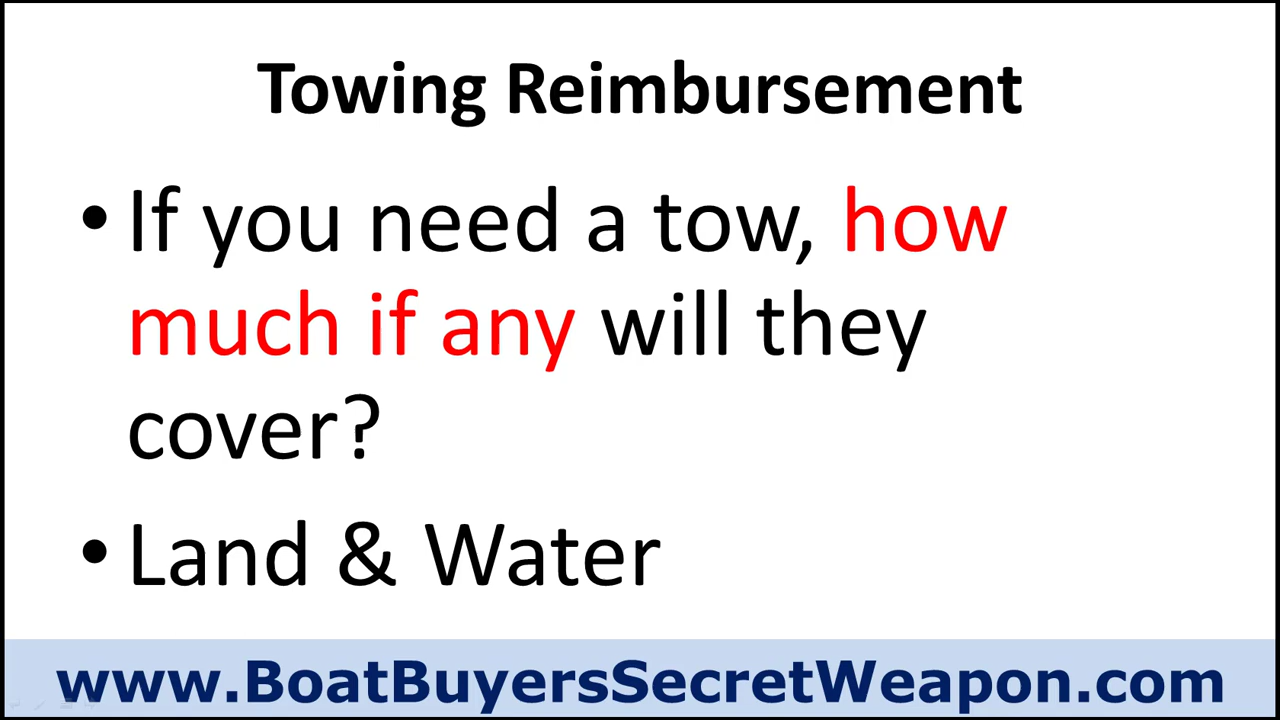 Towing Reimbursement
• If you need a tow, how
much if any will they
cover?
• Land & Water
www.BoatBuyersSecretWeapon.com